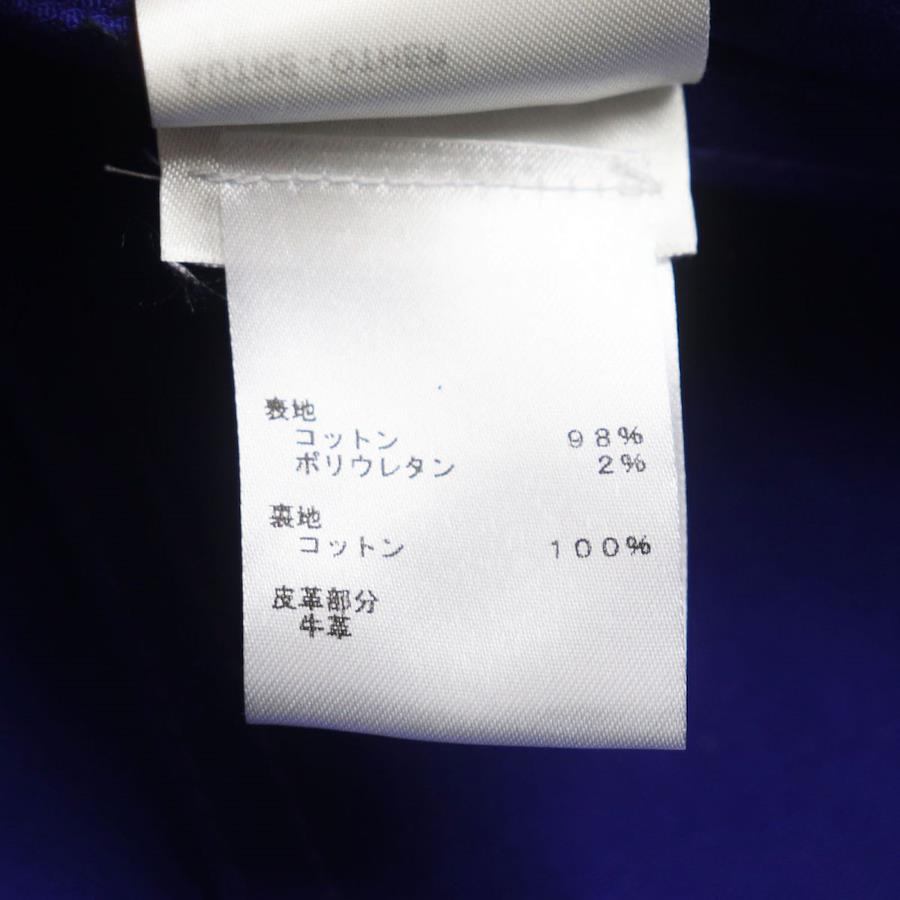 表地
コットン 98%
ポリウレタン 2%
裏地
コットン 100%
皮革部分
牛革